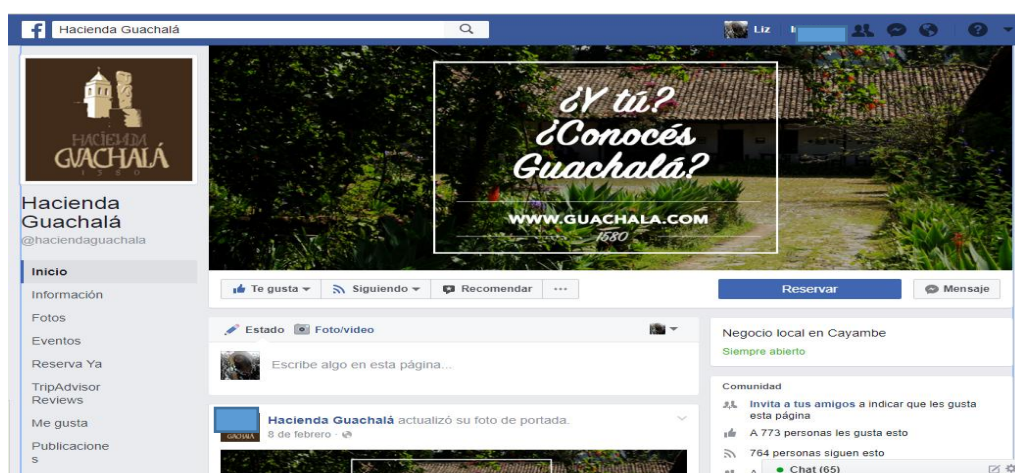 Hacienda Guachalá
Liz
HACIENDA
GUACHALÁ
1580
¿Y tú?
¿Conocés
Guachalá?
WWW.GUACHALA.COM
1580
Hacienda
Guachalá
@haciendaguachala
Inicio
Información
Fotos
Eventos
Reserva Ya
TripAdvisor
Reviews
Me gusta
Publicacione
s
Te gusta
Siguiendo
Recomendar
...
Reservar
Mensaje
Estado
Foto/video
Escribe algo en esta página...
Hacienda Guachalá actualizó su foto de portada.
8 de febrero ·
Negocio local en Cayambe
Siempre abierto
Comunidad
Invita a tus amigos a indicar que les gusta
esta página
A 773 personas les gusta esto
764 personas siguen esto
Chat (65)